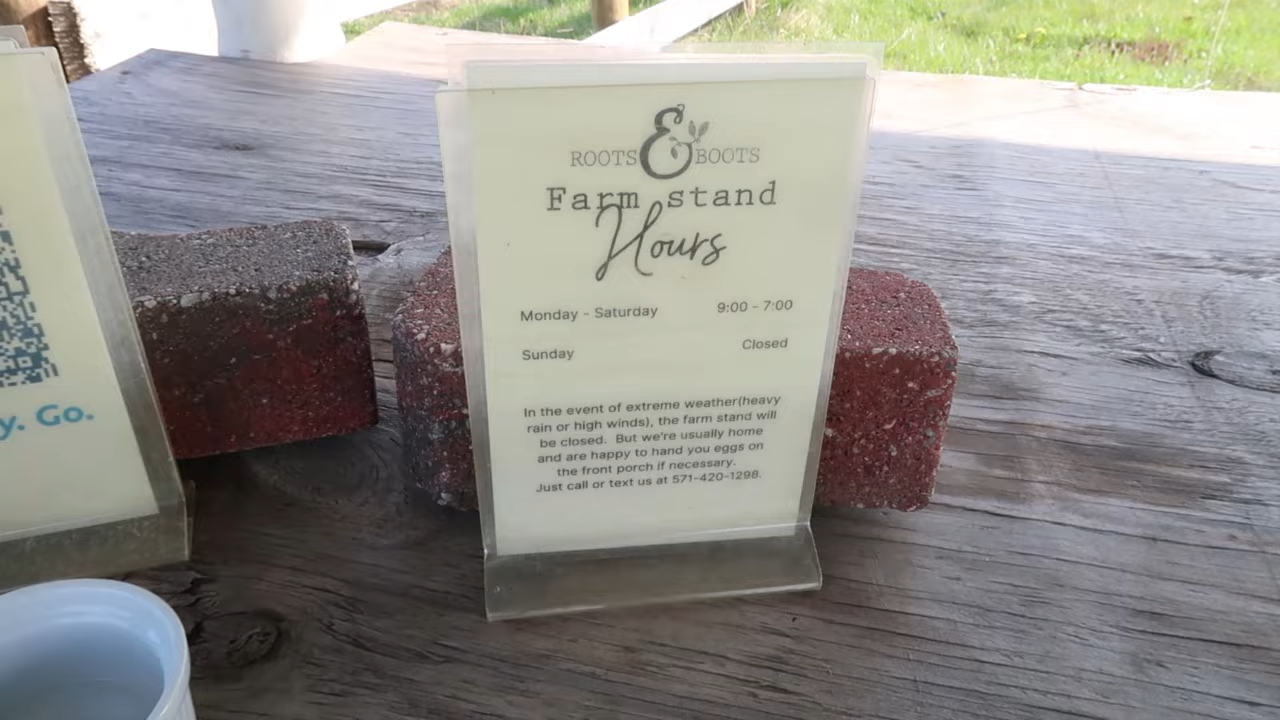 ROOTS & BOOTS
Farm stand
Hours
Monday - Saturday 9:00 - 7:00
Sunday Closed
In the event of extreme weather(heavy
rain or high winds), the farm stand will
be closed. But we're usually home
and are happy to hand you eggs on
the front porch if necessary.
Just call or text us at 571-420-1298.
Go.